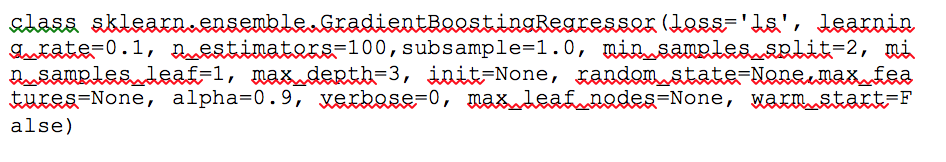 class sklearn.ensemble.GradientBoostingRegressor(loss='ls', learnin
g_rate=0.1, n_estimators=100,subsample=1.0, min_samples_split=2, mi
n_samples_leaf=1, max_depth=3, init=None, random_state=None,max_fea
tures=None, alpha=0.9, verbose=0, max_leaf_nodes=None, warm_start=F
alse)